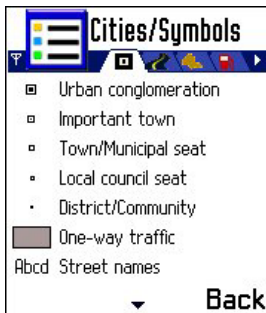 Cities/Symbols
Urban conglomeration
Important town
Town/Municipal seat
Local council seat
District/Community
One-way traffic
Abcd Street names
Back